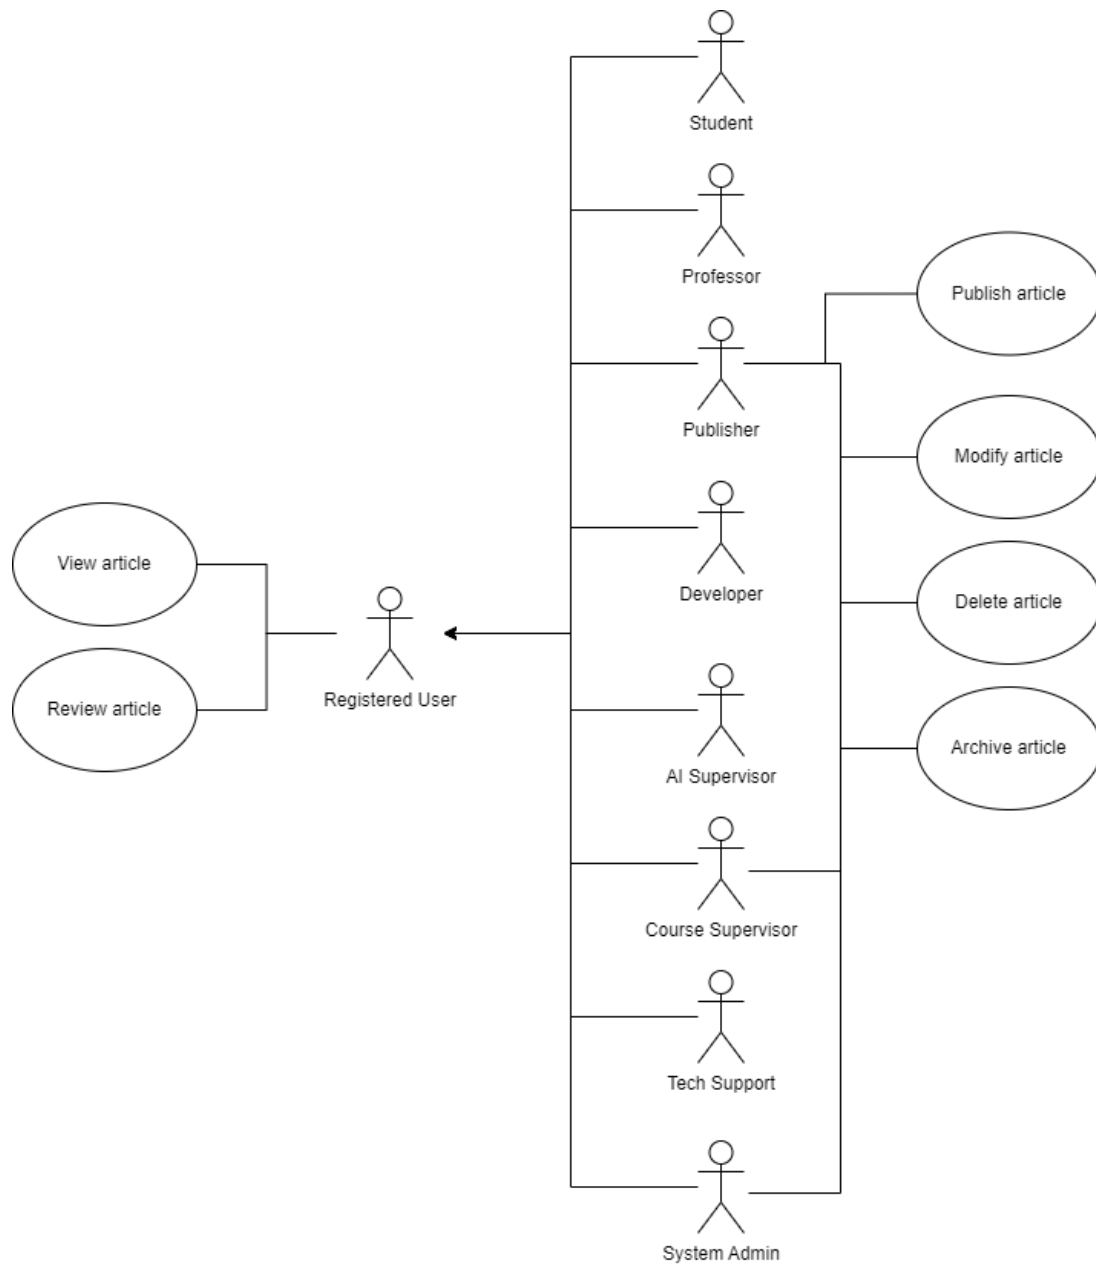 Student
Professor
Publish article
Publisher
Modify article
View article
Developer
Delete article
Registered User
Review article
AI Supervisor
Archive article
Course Supervisor
Tech Support
System Admin